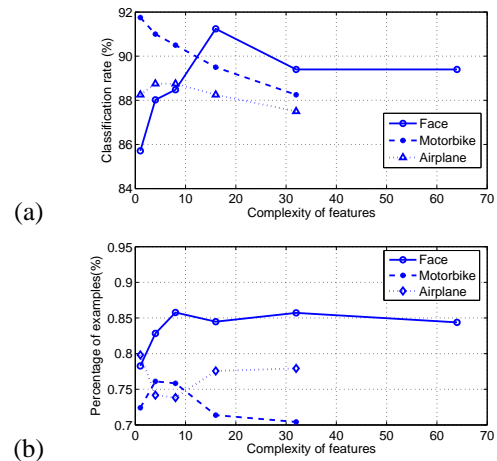 92
90
88
86
84
Classification rate (%)
Face
Motorbike
Airplane
0 10 20 30 40 50 60 70
Complexity of features
(a)
0.95
0.9
0.85
0.8
0.75
0.7
Percentage of examples(%)
Face
Motorbike
Airplane
0 10 20 30 40 50 60 70
Complexity of features
(b)